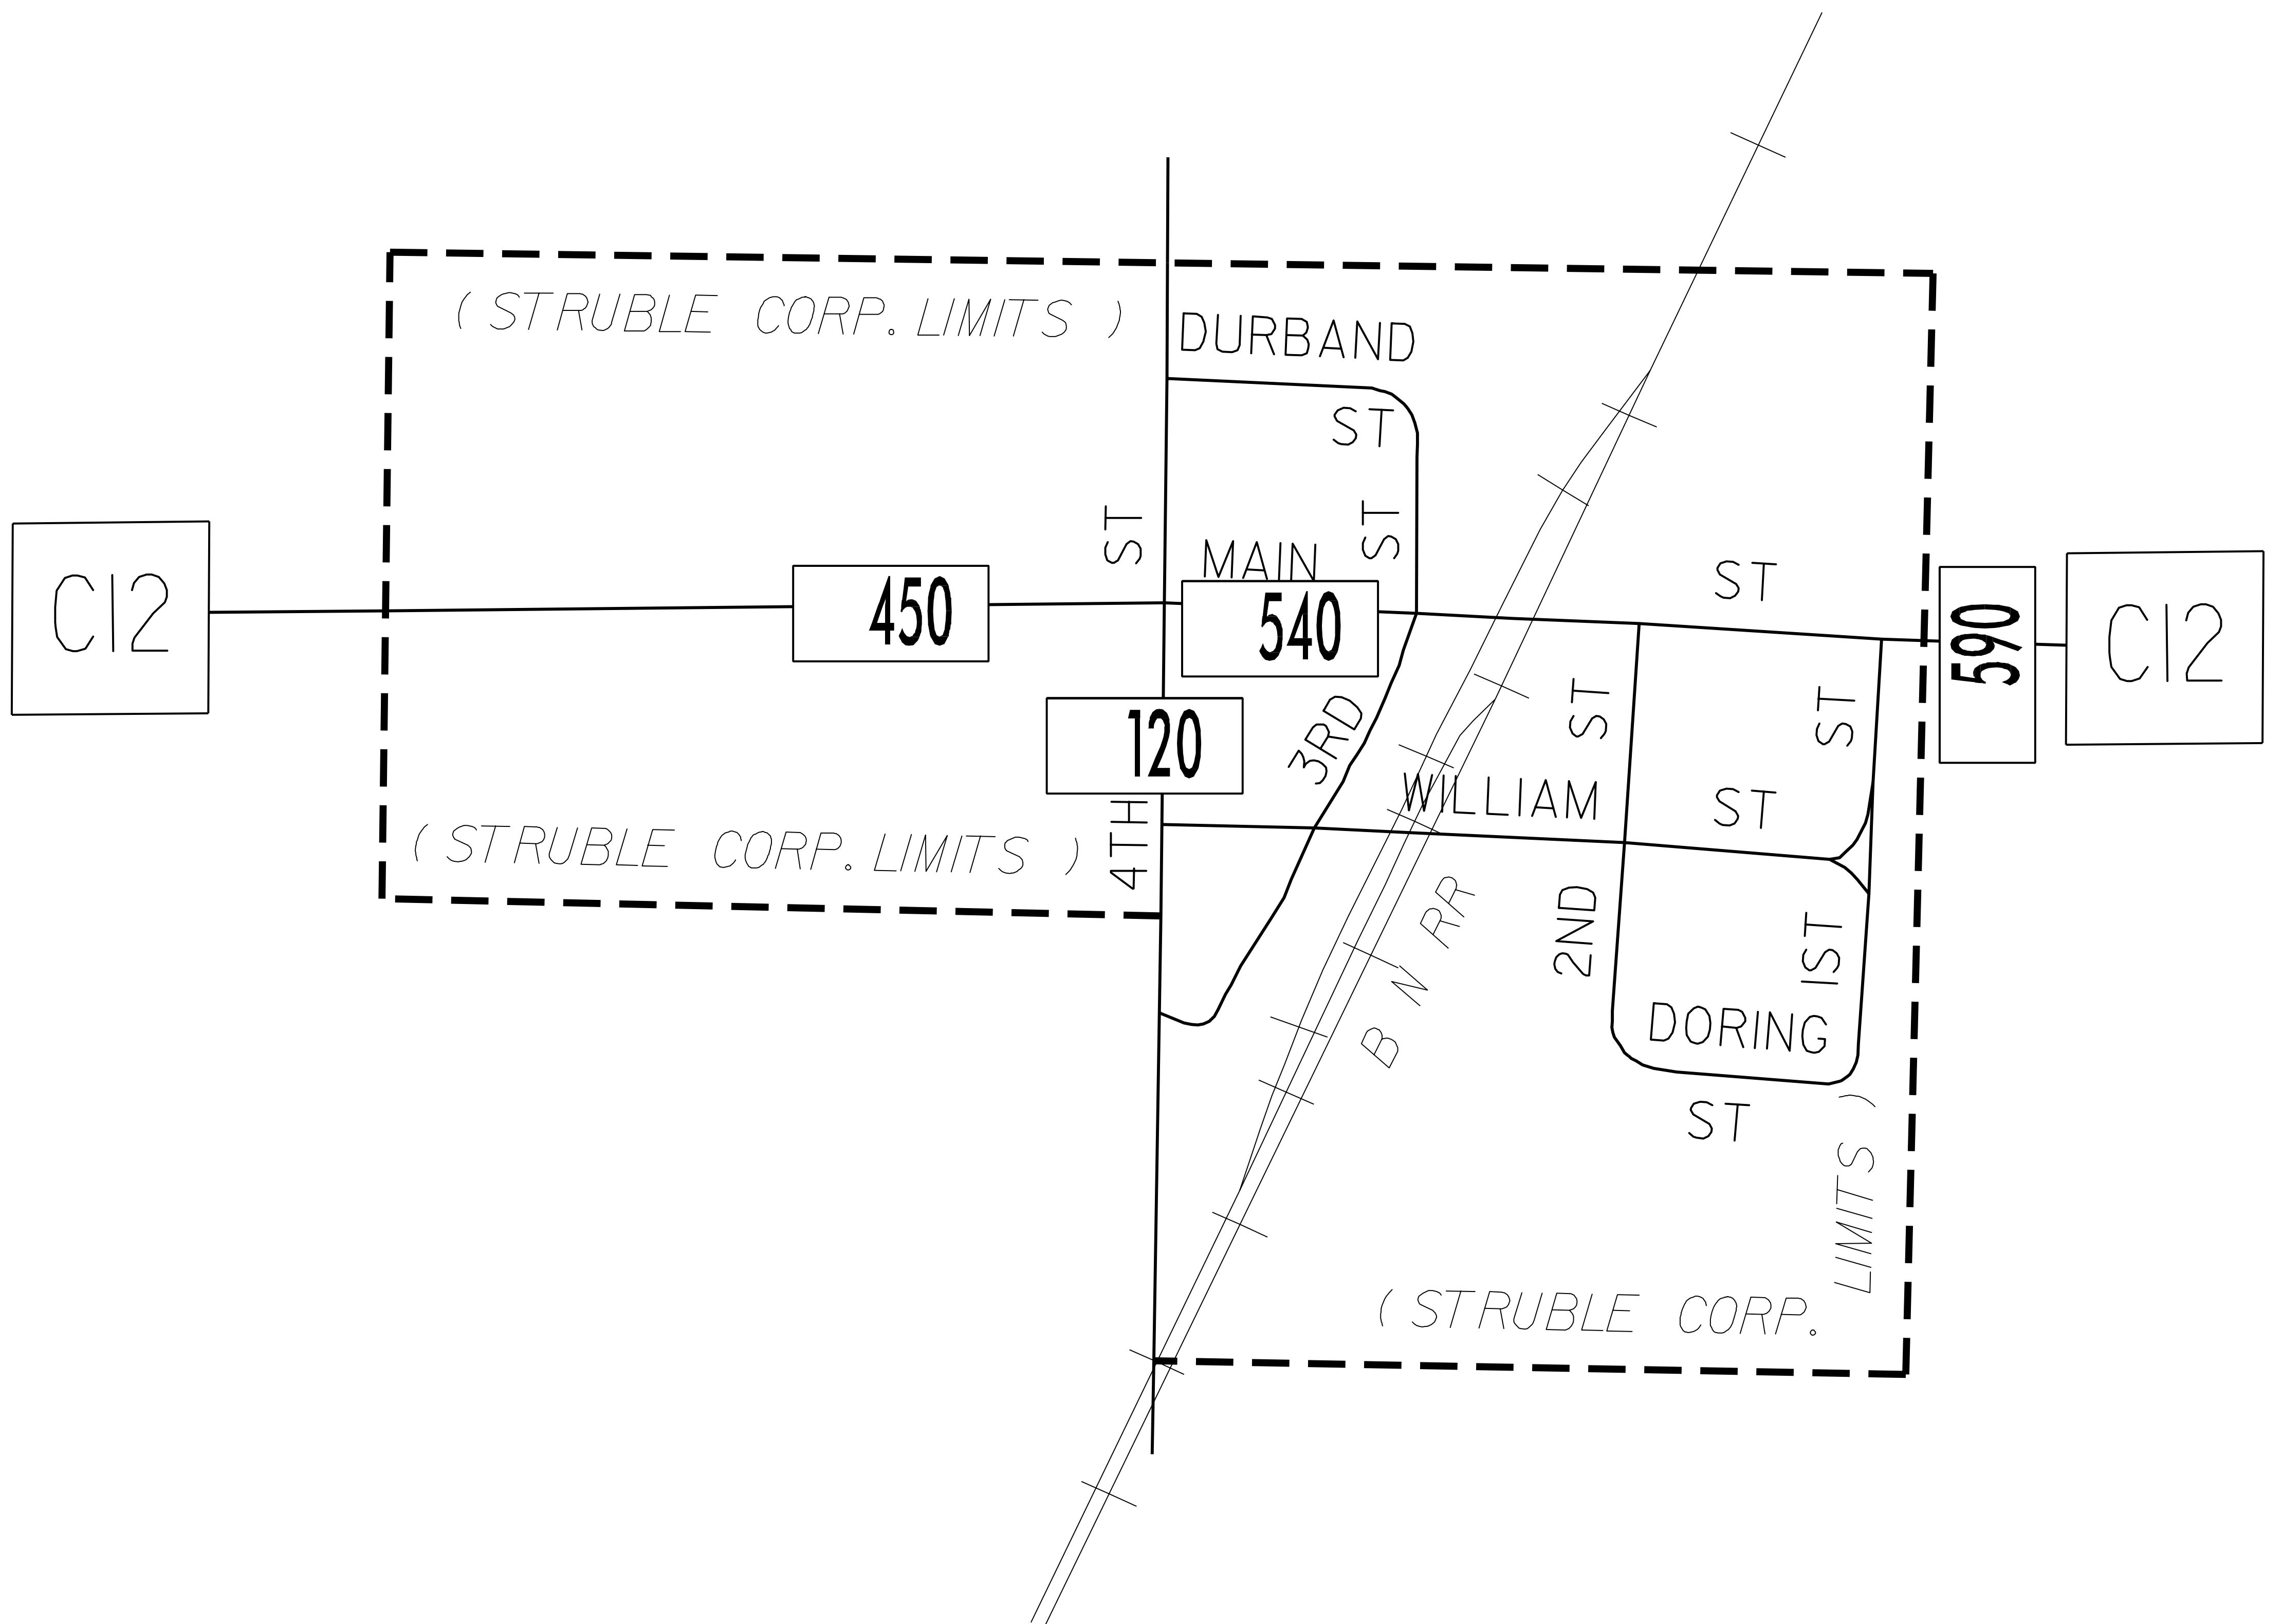 ( STRUBLE CORP. LIMITS )
DURBAND
ST
ST
ST
MAIN
ST
C12
450
540
590
C12
120
3RD
ST
ST
WILLIAM
ST
( STRUBLE CORP. LIMITS )
4TH
2ND
1ST
B N RR
DORING
ST
( STRUBLE CORP.
LIMITS )